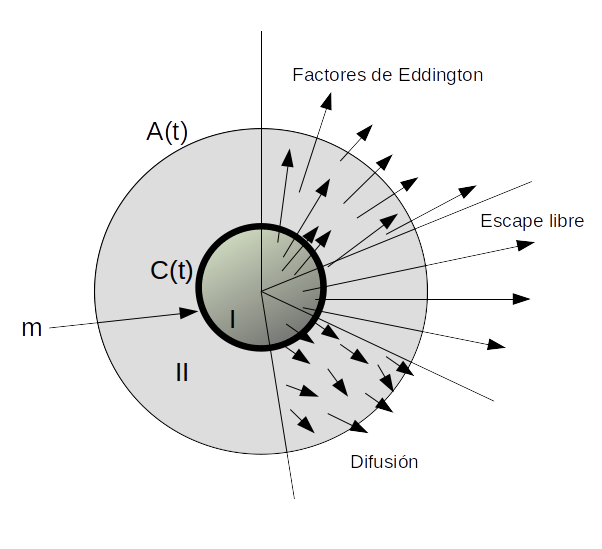 Factores de Eddington
A(t)
Escape libre
C(t)
I
m
II
Difusión